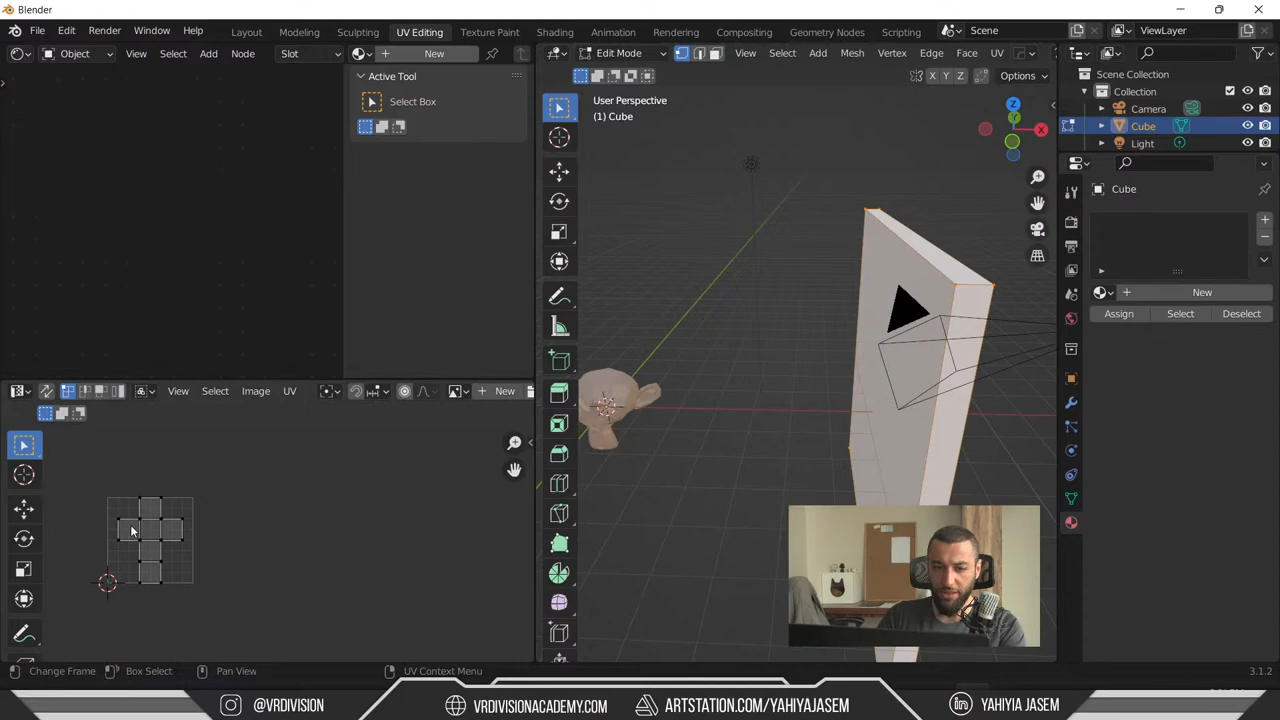 Blender
File Edit Render Window Help Layout Modeling Sculpting UV Editing Texture Paint Shading Animation Rendering Compositing Geometry Nodes Scripting Scene ViewLayer
Object View Select Add Node Slot New
Edit Mode View Select Add Mesh Vertex Edge Face UV
Active Tool
X Y Z Options
Select Box
User Perspective
(1) Cube
Z
Y
X
Scene Collection
Collection
Camera
Cube
Light
Cube
New
Assign Select Deselect
View Select Image UV New
Change Frame Box Select Pan View UV Context Menu 3.1.2
@VRDIVISION VRDIVISIONACADEMY.COM ARTSTATION.COM/YAHIYAJASEM YAHIYIA JASEM